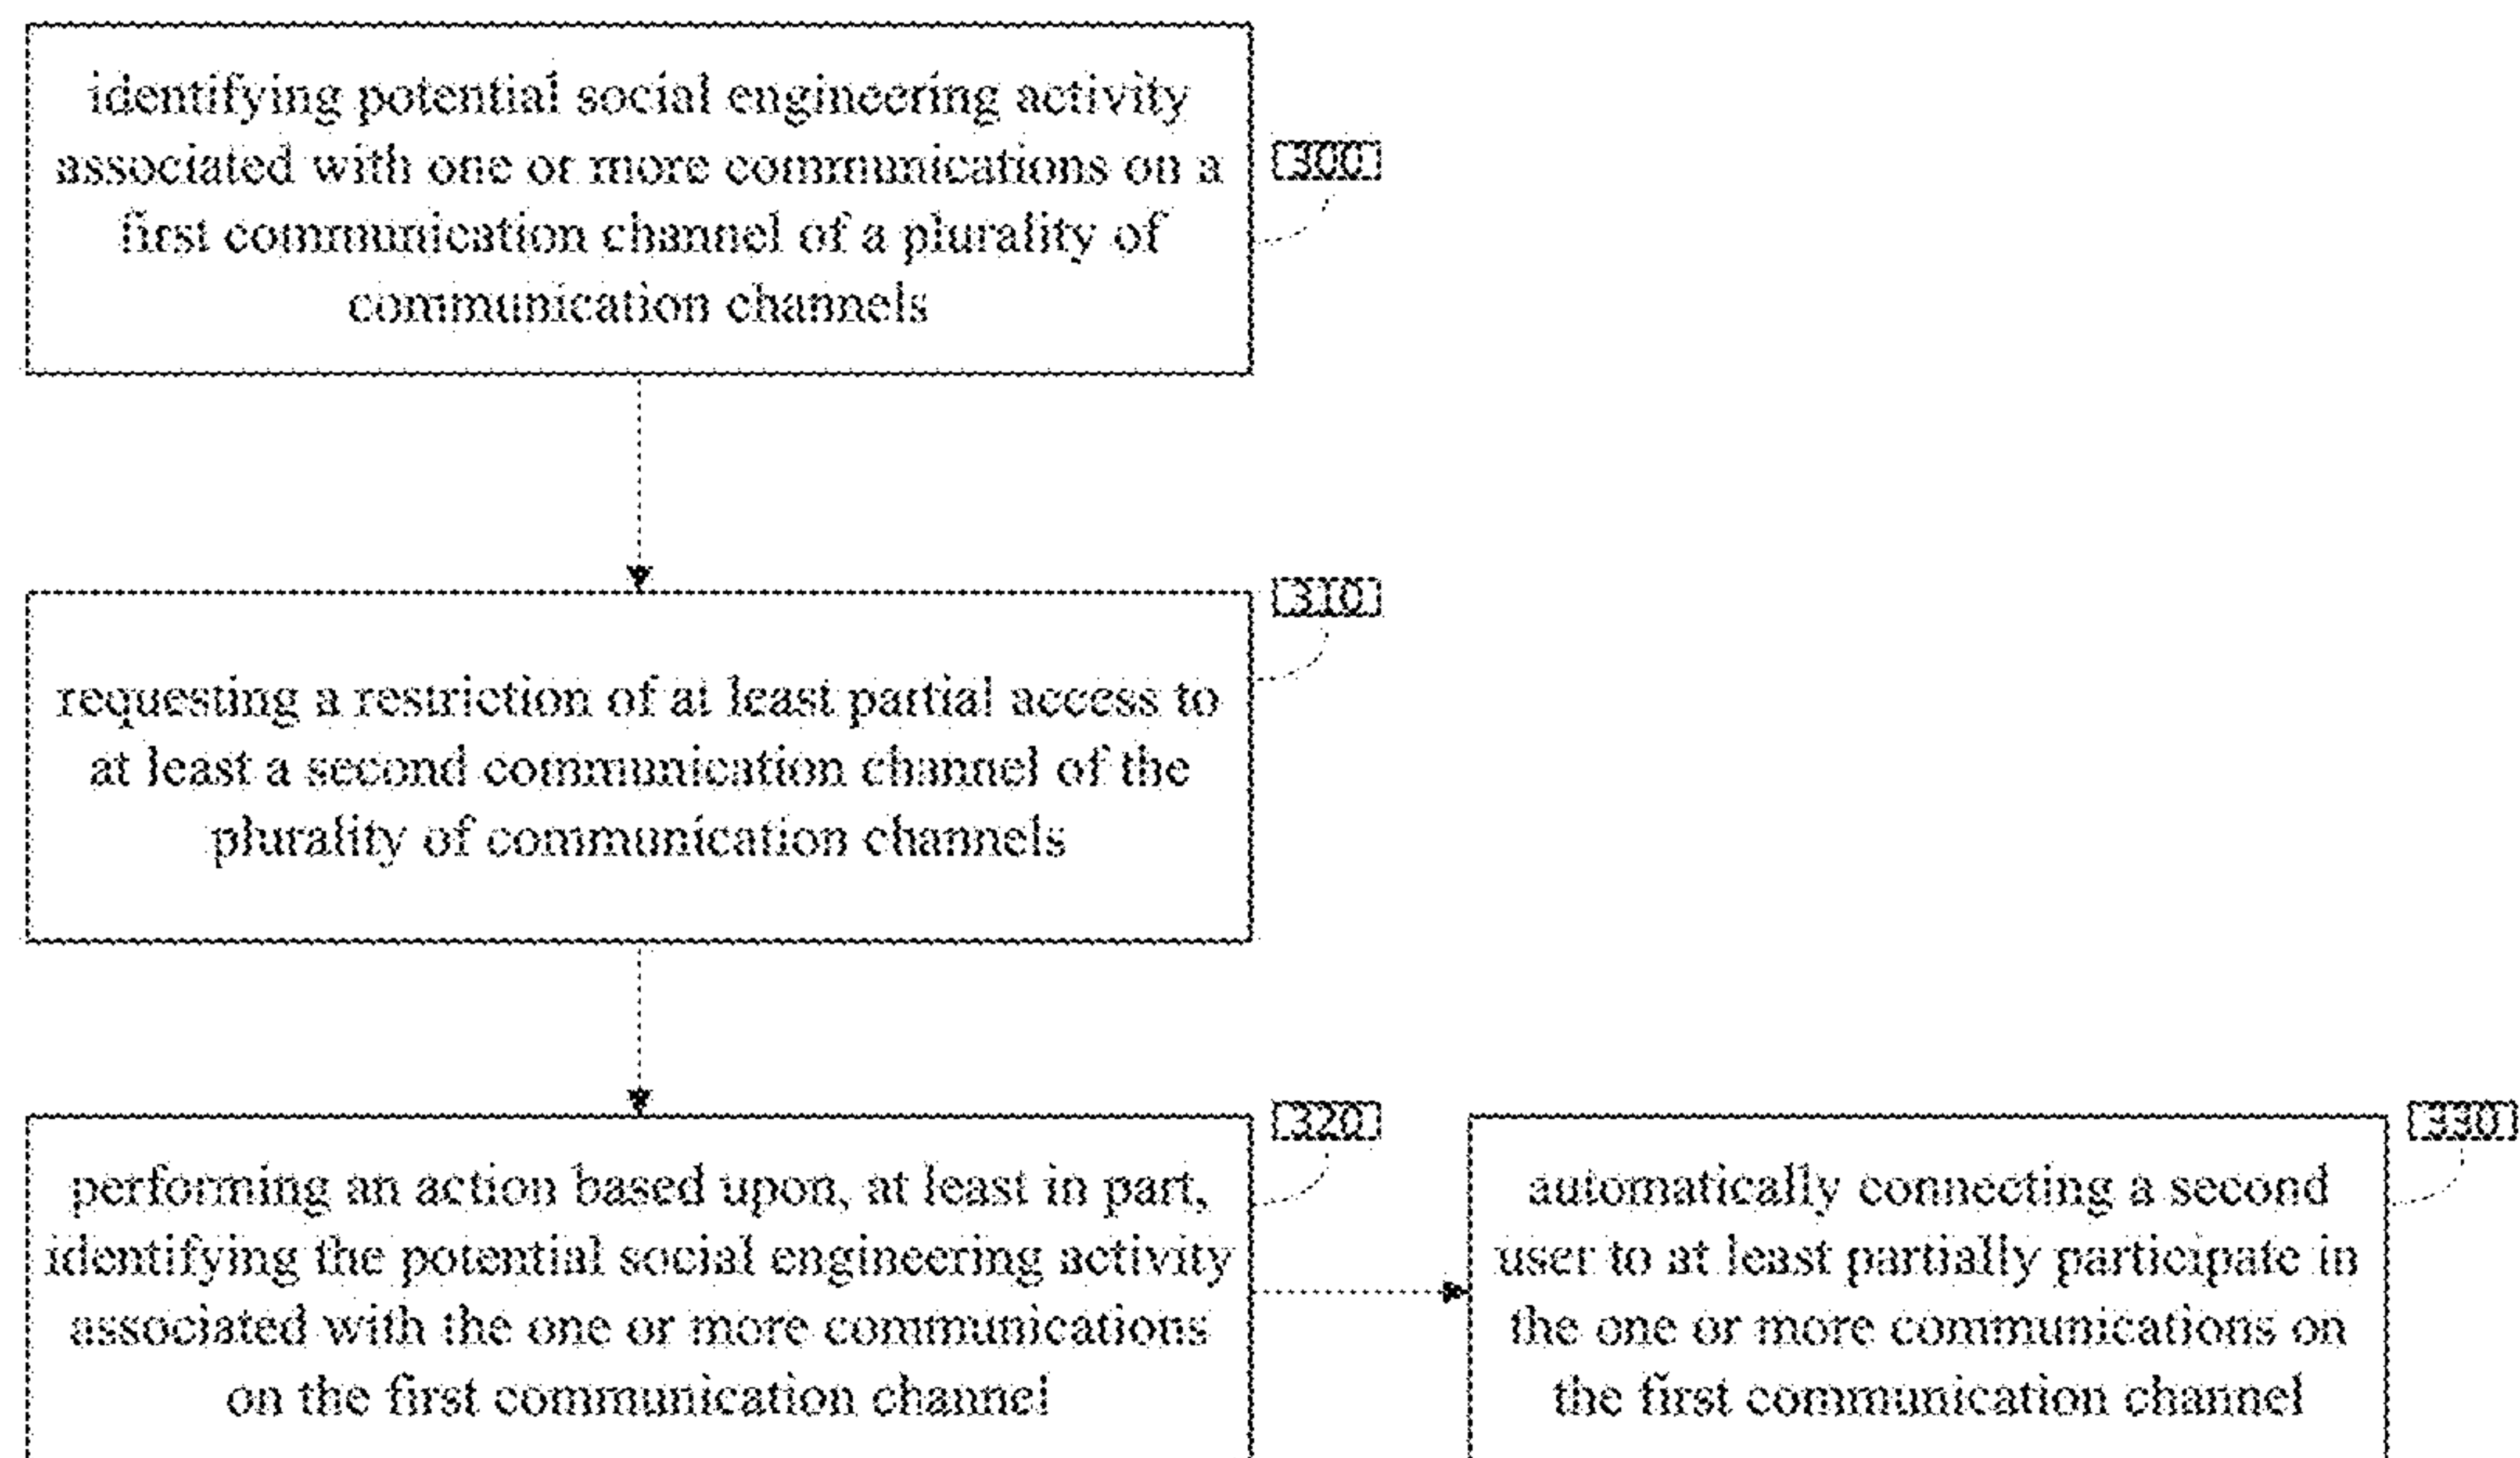 identifying potential social engineering activity
associated with one or more communications on a
first communication channel of a plurality of
communication channels
300
310
requesting a restriction of at least partial access to
at least a second communication channel of the
plurality of communication channels
320
performing an action based upon, at least in part,
identifying the potential social engineering activity
associated with the one or more communications
on the first communication channel
330
automatically connecting a second
user to at least partially participate in
the one or more communications on
the first communication channel